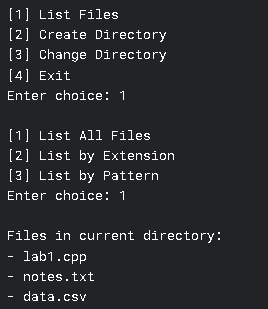 [1] List Files
[2] Create Directory
[3] Change Directory
[4] Exit
Enter choice: 1

[1] List All Files
[2] List by Extension
[3] List by Pattern
Enter choice: 1

Files in current directory:
- lab1.cpp
- notes.txt
- data.csv